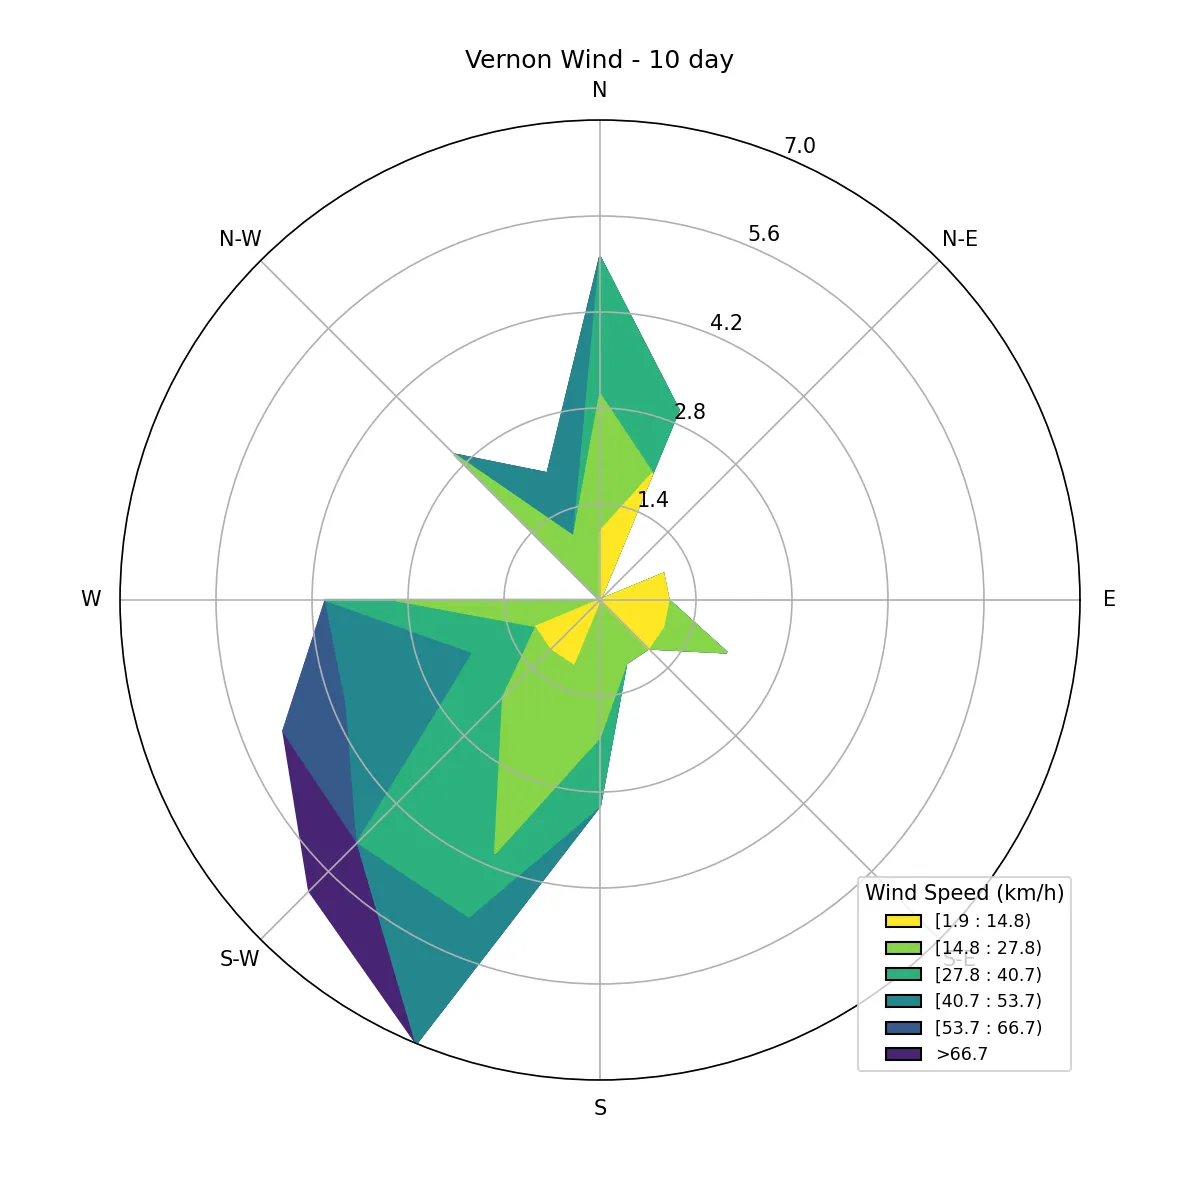 Vernon Wind - 10 day
N
7.0
5.6
N-W
N-E
4.2
2.8
1.4
W
E
Wind Speed (km/h)
[1.9 : 14.8)
[14.8 : 27.8)
S-W
S-E
[27.8 : 40.7)
[40.7 : 53.7)
[53.7 : 66.7)
>66.7
S